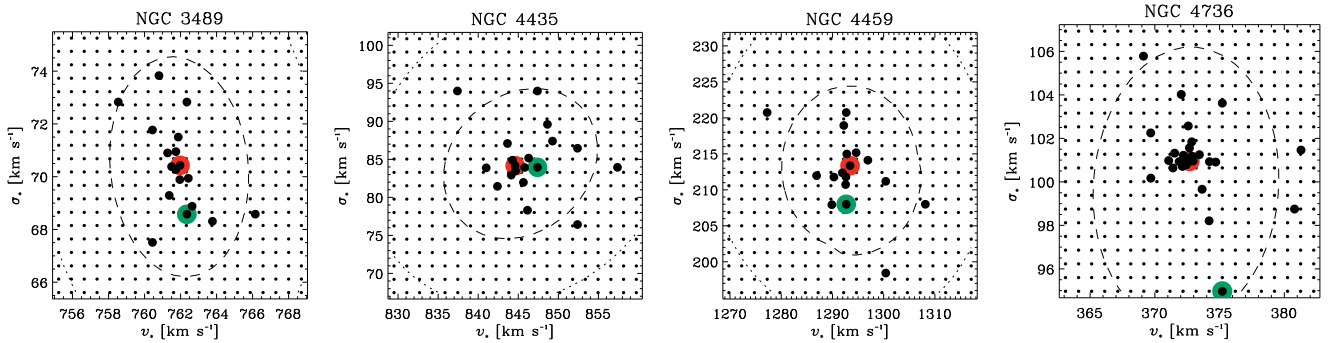 NGC 3489
74
72
70
68
66
σ* [km s⁻¹]
756 758 760 762 764 766 768
v* [km s⁻¹]
NGC 4435
100
95
90
85
80
75
70
σ* [km s⁻¹]
830 835 840 845 850 855
v* [km s⁻¹]
NGC 4459
230
225
220
215
210
205
200
σ* [km s⁻¹]
1270 1280 1290 1300 1310
v* [km s⁻¹]
NGC 4736
106
104
102
100
98
96
σ* [km s⁻¹]
365 370 375 380
v* [km s⁻¹]